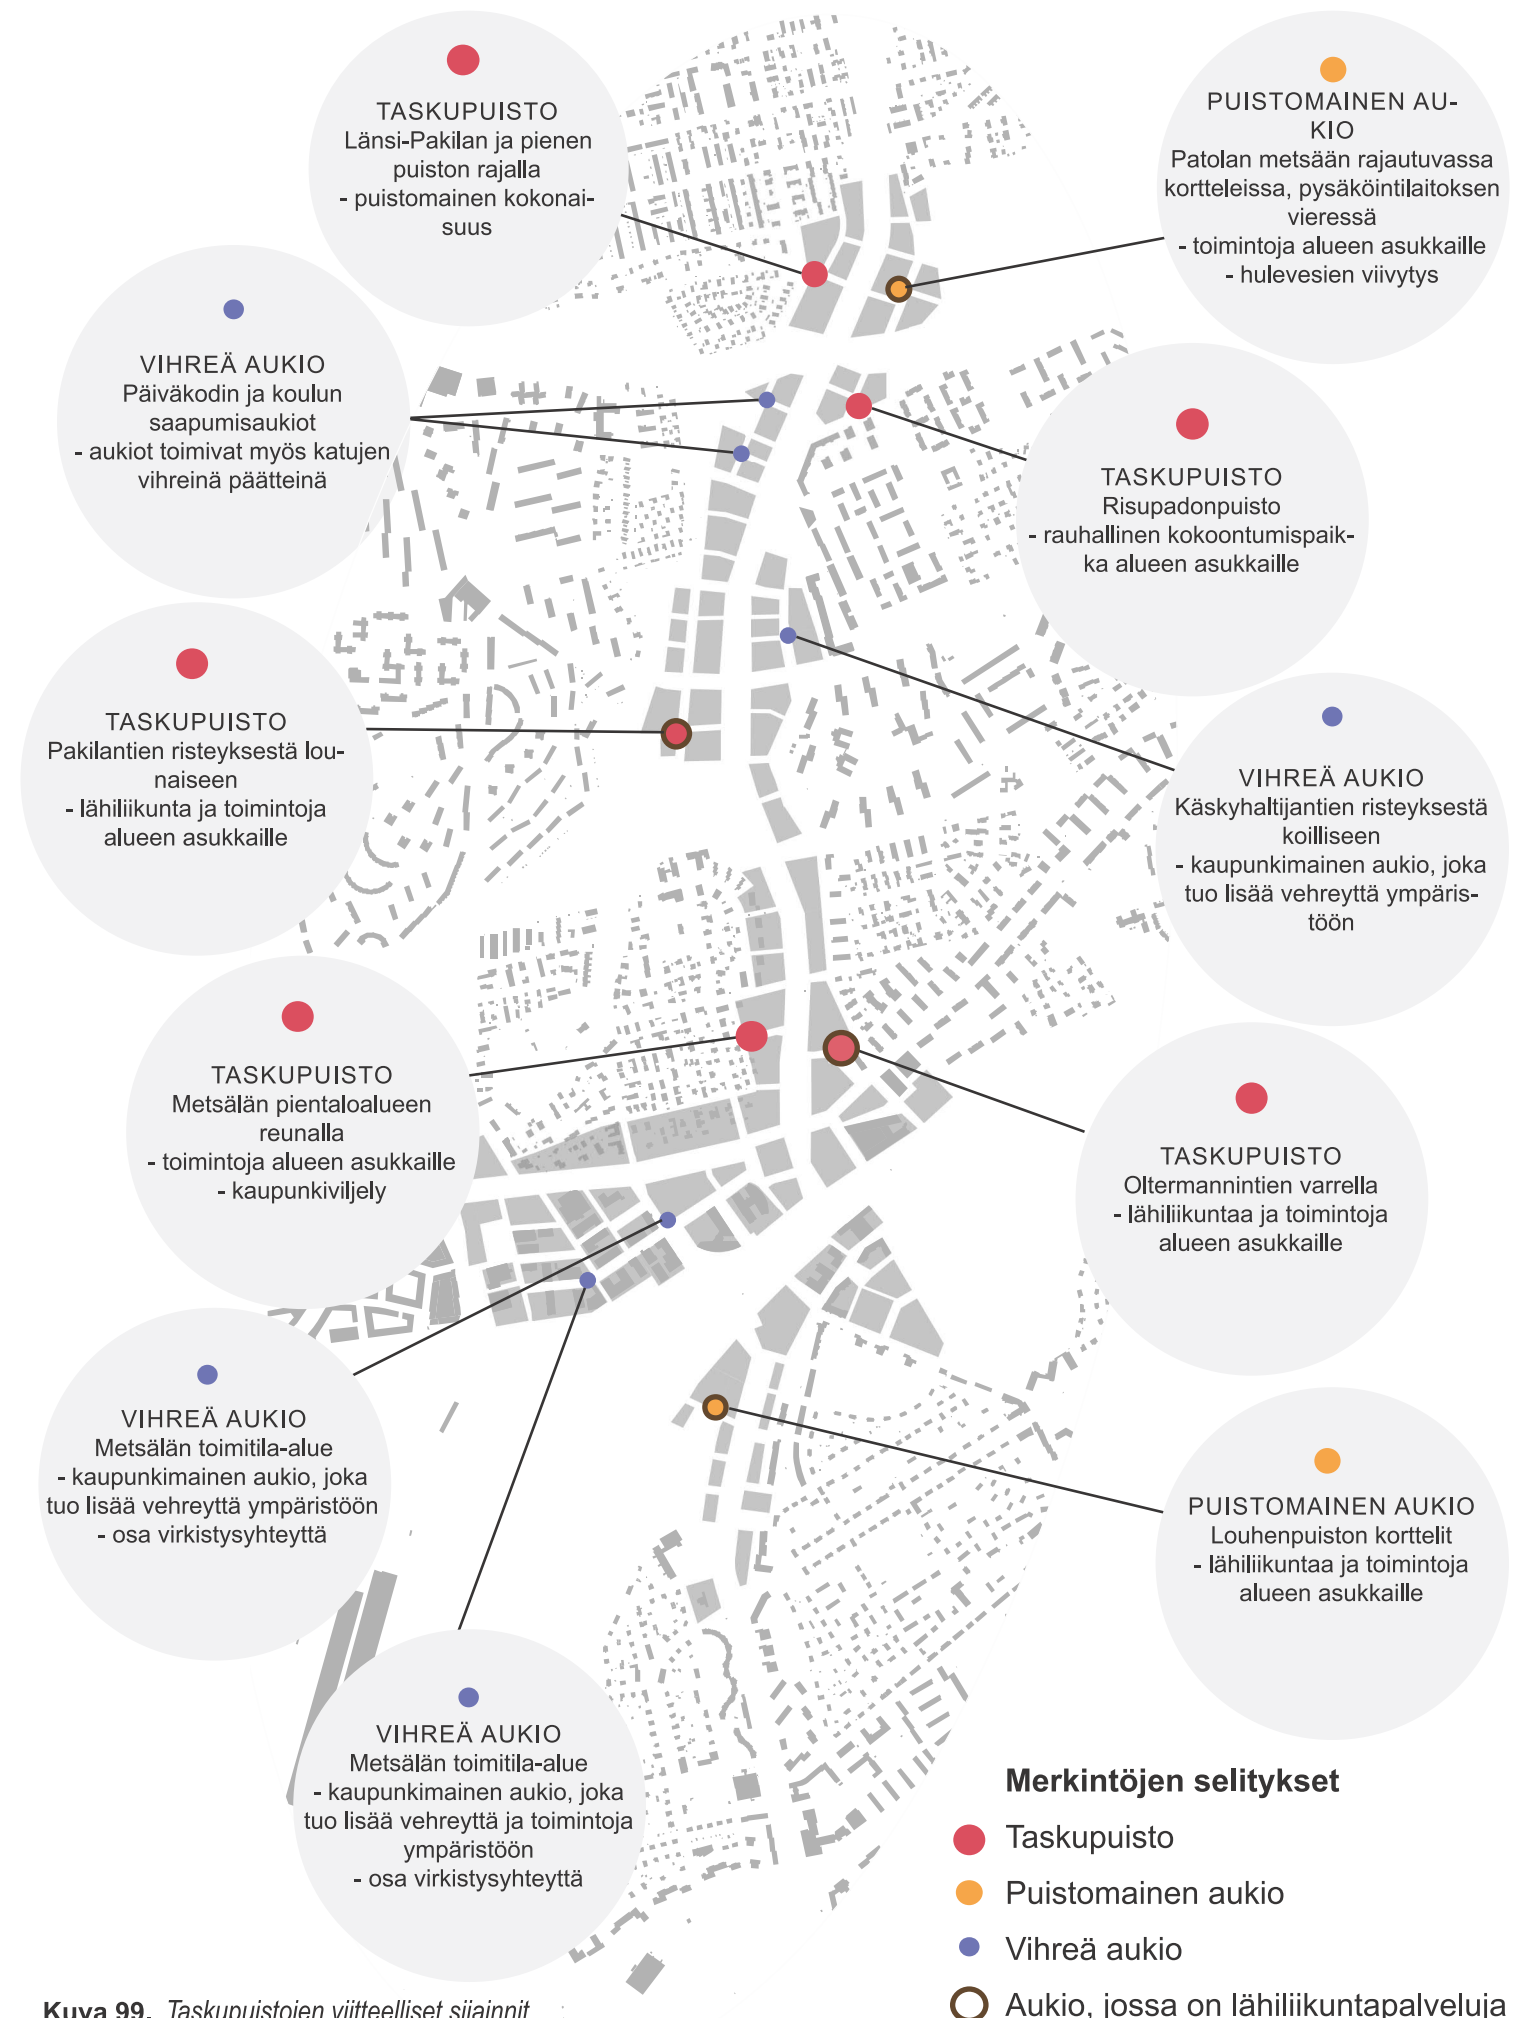 TASKUPUISTO
Länsi-Pakilan ja pienen
puiston rajalla
- puistomainen kokonai-
suus
PUISTOMAINEN AU-
KIO
Patolan metsään rajautuvassa
kortteleissa, pysäköintilaitoksen
vieressä
- toimintoja alueen asukkaille
- hulevesien viivytys
VIHREÄ AUKIO
Päiväkodin ja koulun
saapumisaukiot
- aukiot toimivat myös katujen
vihreinä päätteinä
TASKUPUISTO
Risupadonpuisto
- rauhallinen kokoontumispaik-
ka alueen asukkaille
TASKUPUISTO
Pakilantien risteyksestä lou-
naiseen
- lähiliikunta ja toimintoja
alueen asukkaille
VIHREÄ AUKIO
Käskyhaltijantien risteyksestä
koilliseen
- kaupunkimainen aukio, joka
tuo lisää vehreyttä ympäris-
töön
TASKUPUISTO
Metsälän pientaloalueen
reunalla
- toimintoja alueen asukkaille
- kaupunkiviljely
TASKUPUISTO
Oltermannintien varrella
- lähiliikuntaa ja toimintoja
alueen asukkaille
VIHREÄ AUKIO
Metsälän toimitila-alue
- kaupunkimainen aukio, joka
tuo lisää vehreyttä ympäristöön
- osa virkistysyhteyttä
PUISTOMAINEN AUKIO
Louhenpuiston korttelit
- lähiliikuntaa ja toimintoja
alueen asukkaille
VIHREÄ AUKIO
Metsälän toimitila-alue
- kaupunkimainen aukio, joka
tuo lisää vehreyttä ja toimintoja
ympäristöön
- osa virkistysyhteyttä
Merkintöjen selitykset
Taskupuisto
Puistomainen aukio
Vihreä aukio
Aukio, jossa on lähiliikuntapalveluja
Kuva 99. Taskupuistojen viitteelliset sijainnit